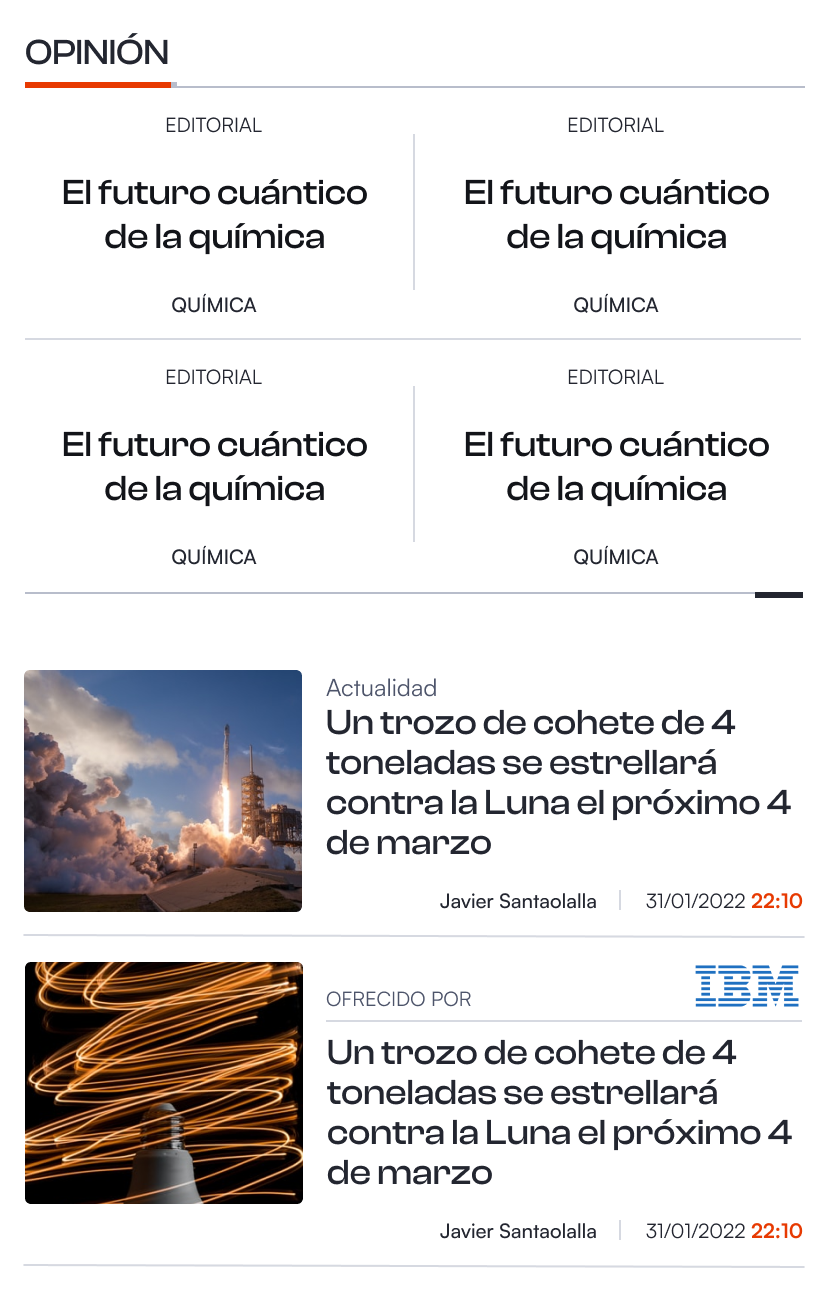 OPINIÓN
EDITORIAL
El futuro cuántico
de la química
QUÍMICA
EDITORIAL
El futuro cuántico
de la química
QUÍMICA
EDITORIAL
El futuro cuántico
de la química
QUÍMICA
EDITORIAL
El futuro cuántico
de la química
QUÍMICA
Actualidad
Un trozo de cohete de 4
toneladas se estrellará
contra la Luna el próximo 4
de marzo
Javier Santaolalla
31/01/2022 22:10
OFRECIDO POR
IBM
Un trozo de cohete de 4
toneladas se estrellará
contra la Luna el próximo 4
de marzo
Javier Santaolalla
31/01/2022 22:10